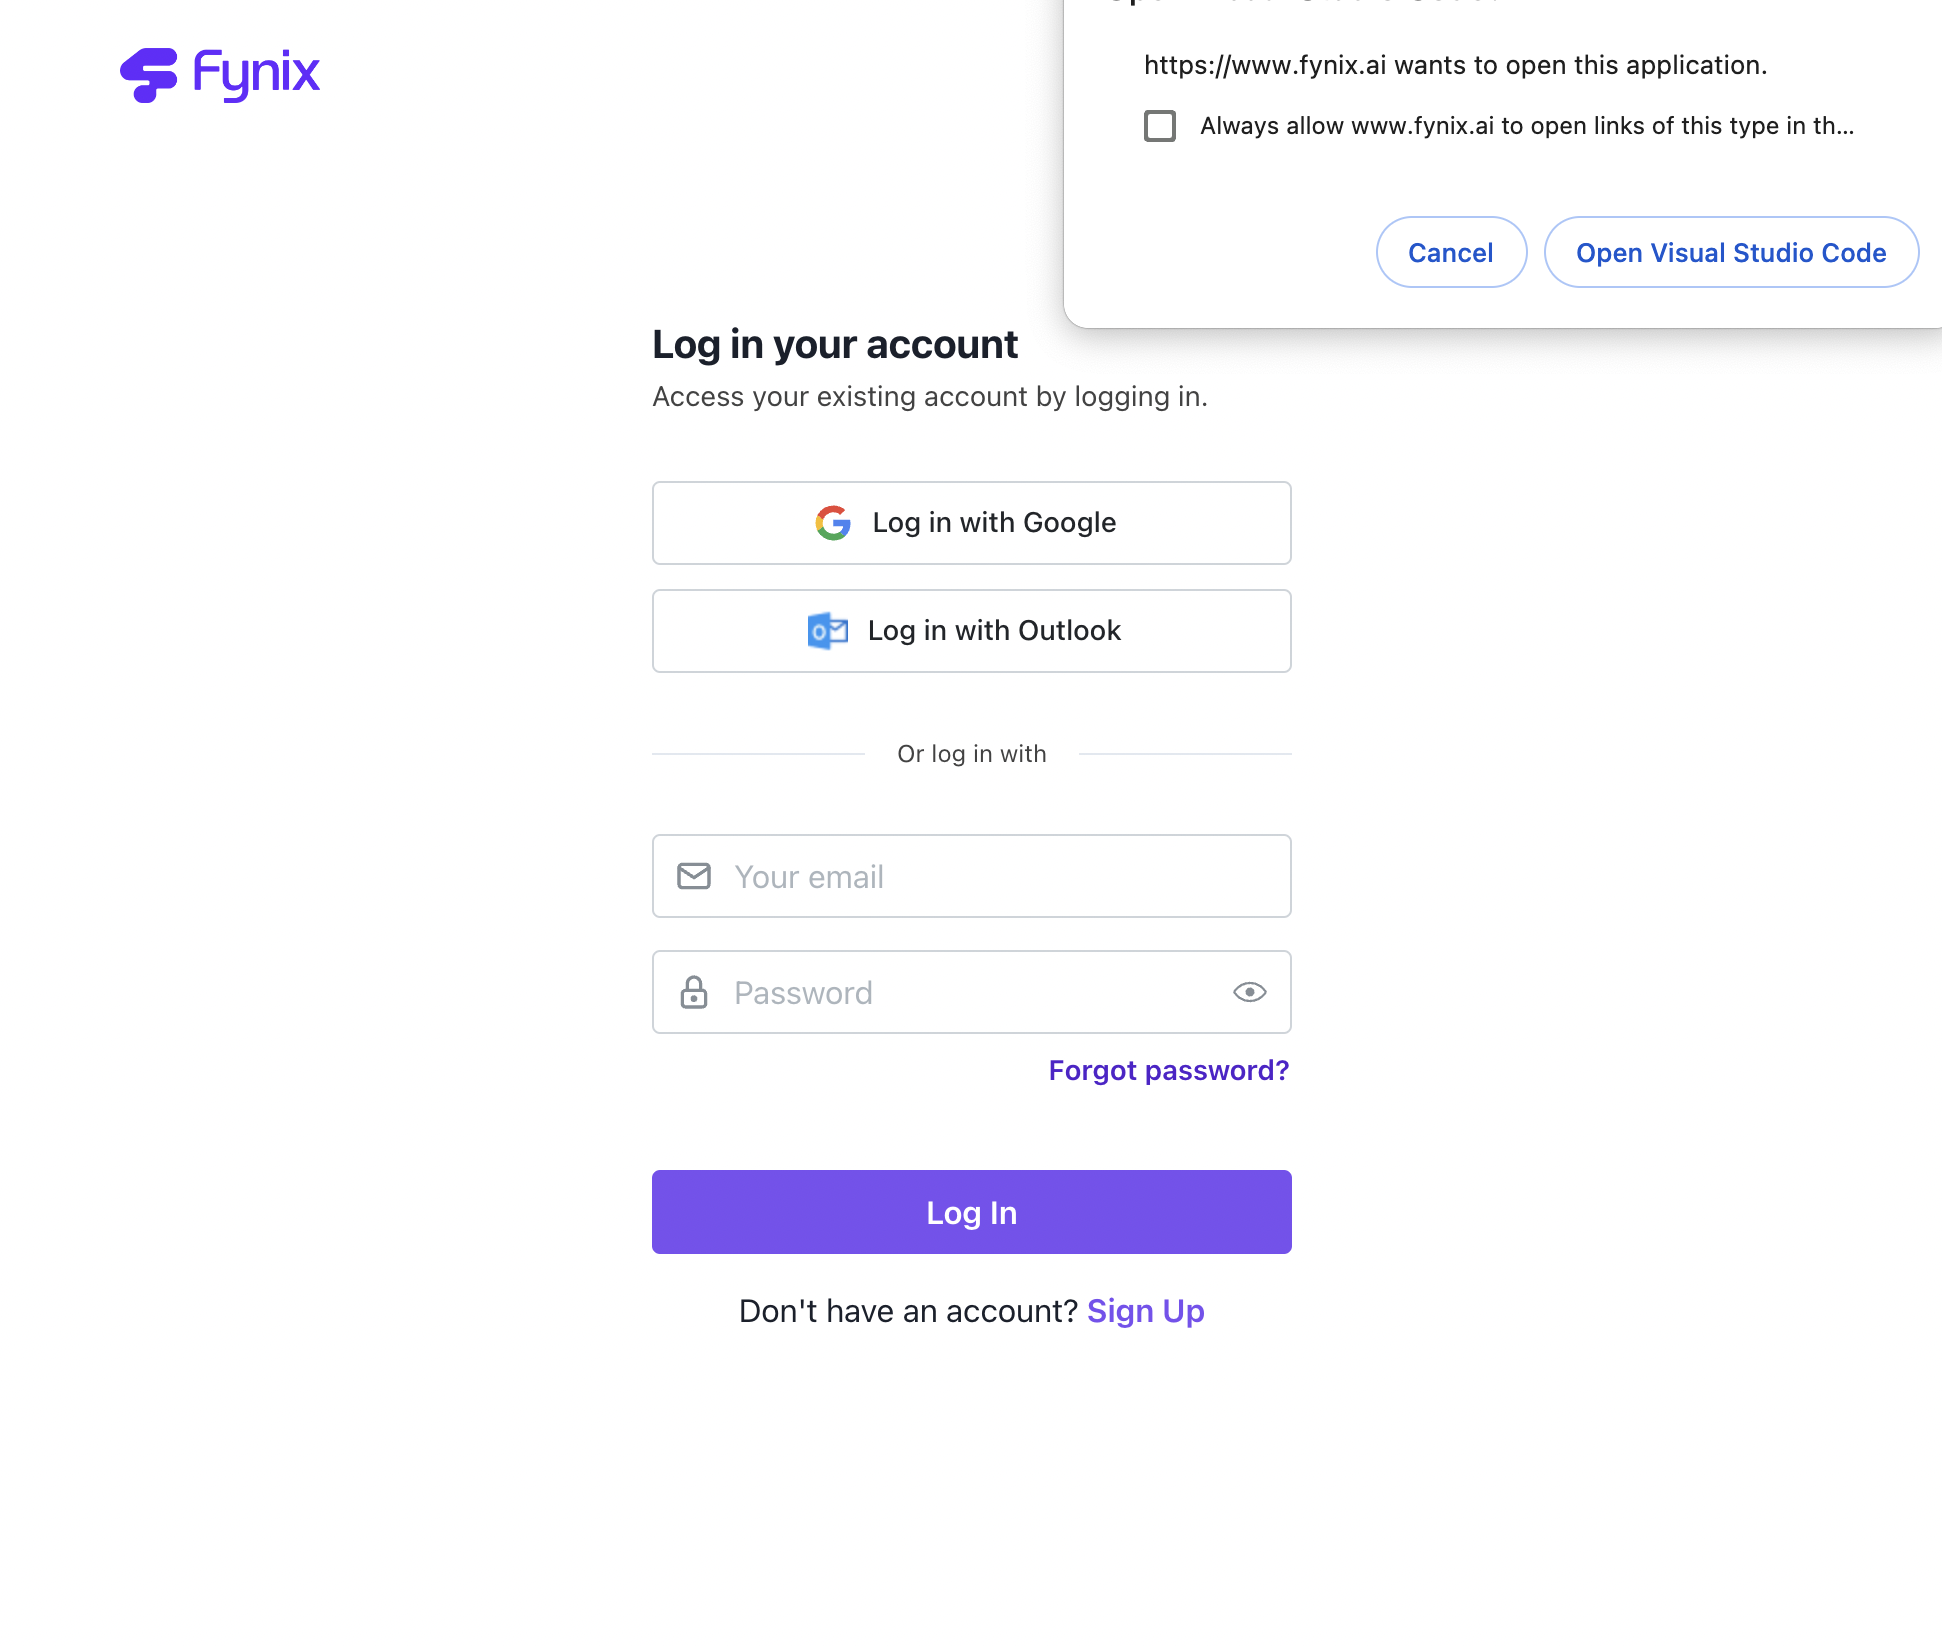 Fynix
https://www.fynix.ai wants to open this application.
Always allow www.fynix.ai to open links of this type in th...
Cancel
Open Visual Studio Code
Log in your account
Access your existing account by logging in.
Log in with Google
Log in with Outlook
Or log in with
Your email
Password
Forgot password?
Log In
Don't have an account? Sign Up